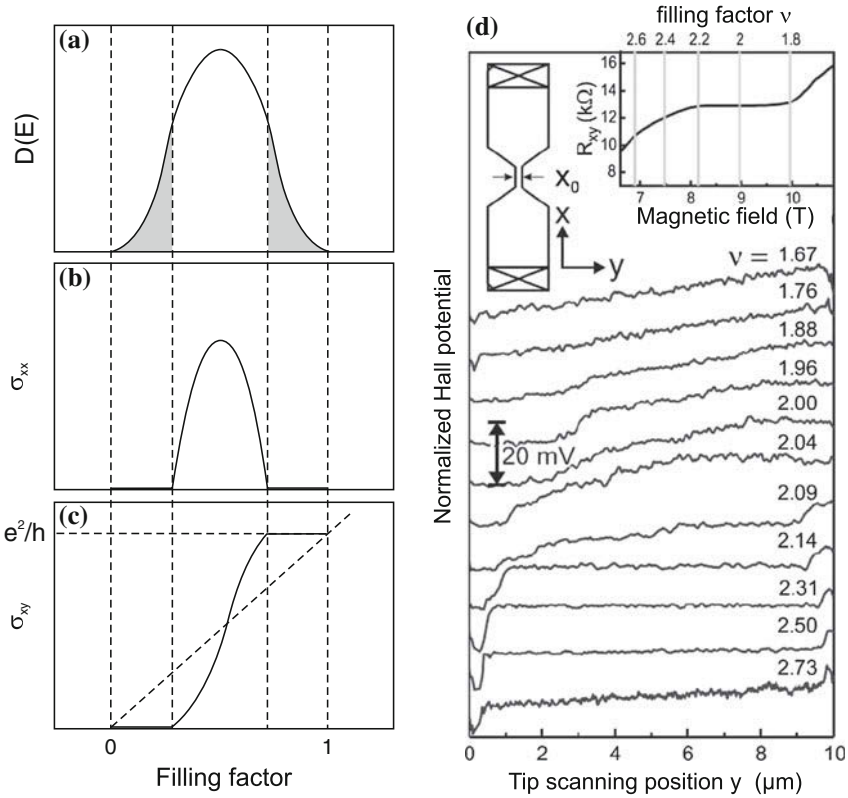 (a)
D(E)
(b)
σxx
(c)
e²/h
σxy
0 1
Filling factor
(d)
filling factor ν
2.6 2.4 2.2 2 1.8
16
14
12
10
8
Rxy (kΩ)
7 8 9 10
Magnetic field (T)
x₀
x
y
Normalized Hall potential
20 mV
ν = 1.67
1.76
1.88
1.96
2.00
2.04
2.09
2.14
2.31
2.50
2.73
0 2 4 6 8 10
Tip scanning position y (μm)